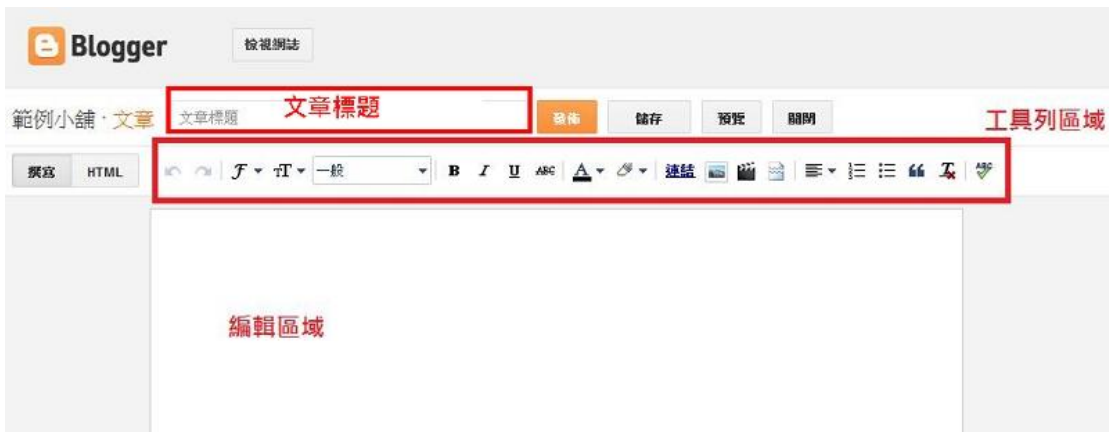 Blogger 檢視網誌
範例小舖 · 文章 文章標題 文章標題 發佈 儲存 預覽 關閉 工具列區域
撰寫 HTML F T 一般 B I U ABC A 連結 ABC
編輯區域